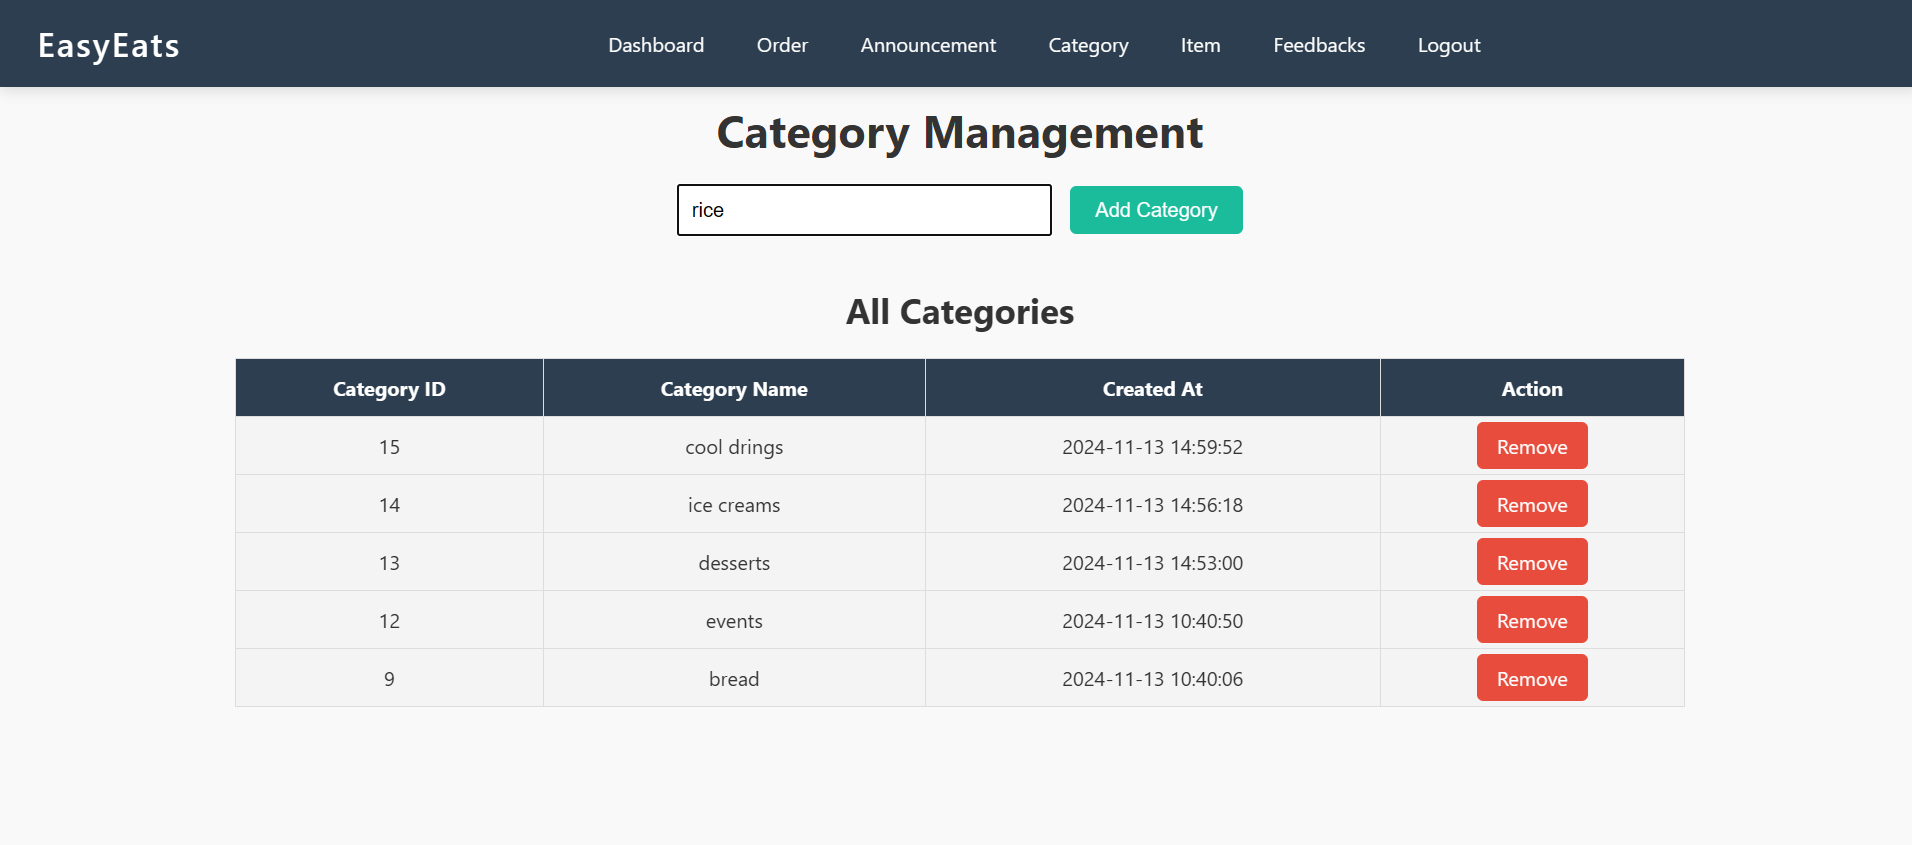 EasyEats
Dashboard Order Announcement Category Item Feedbacks Logout
Category Management
rice Add Category
All Categories
Category ID Category Name Created At Action
15 cool drings 2024-11-13 14:59:52 Remove
14 ice creams 2024-11-13 14:56:18 Remove
13 desserts 2024-11-13 14:53:00 Remove
12 events 2024-11-13 10:40:50 Remove
9 bread 2024-11-13 10:40:06 Remove